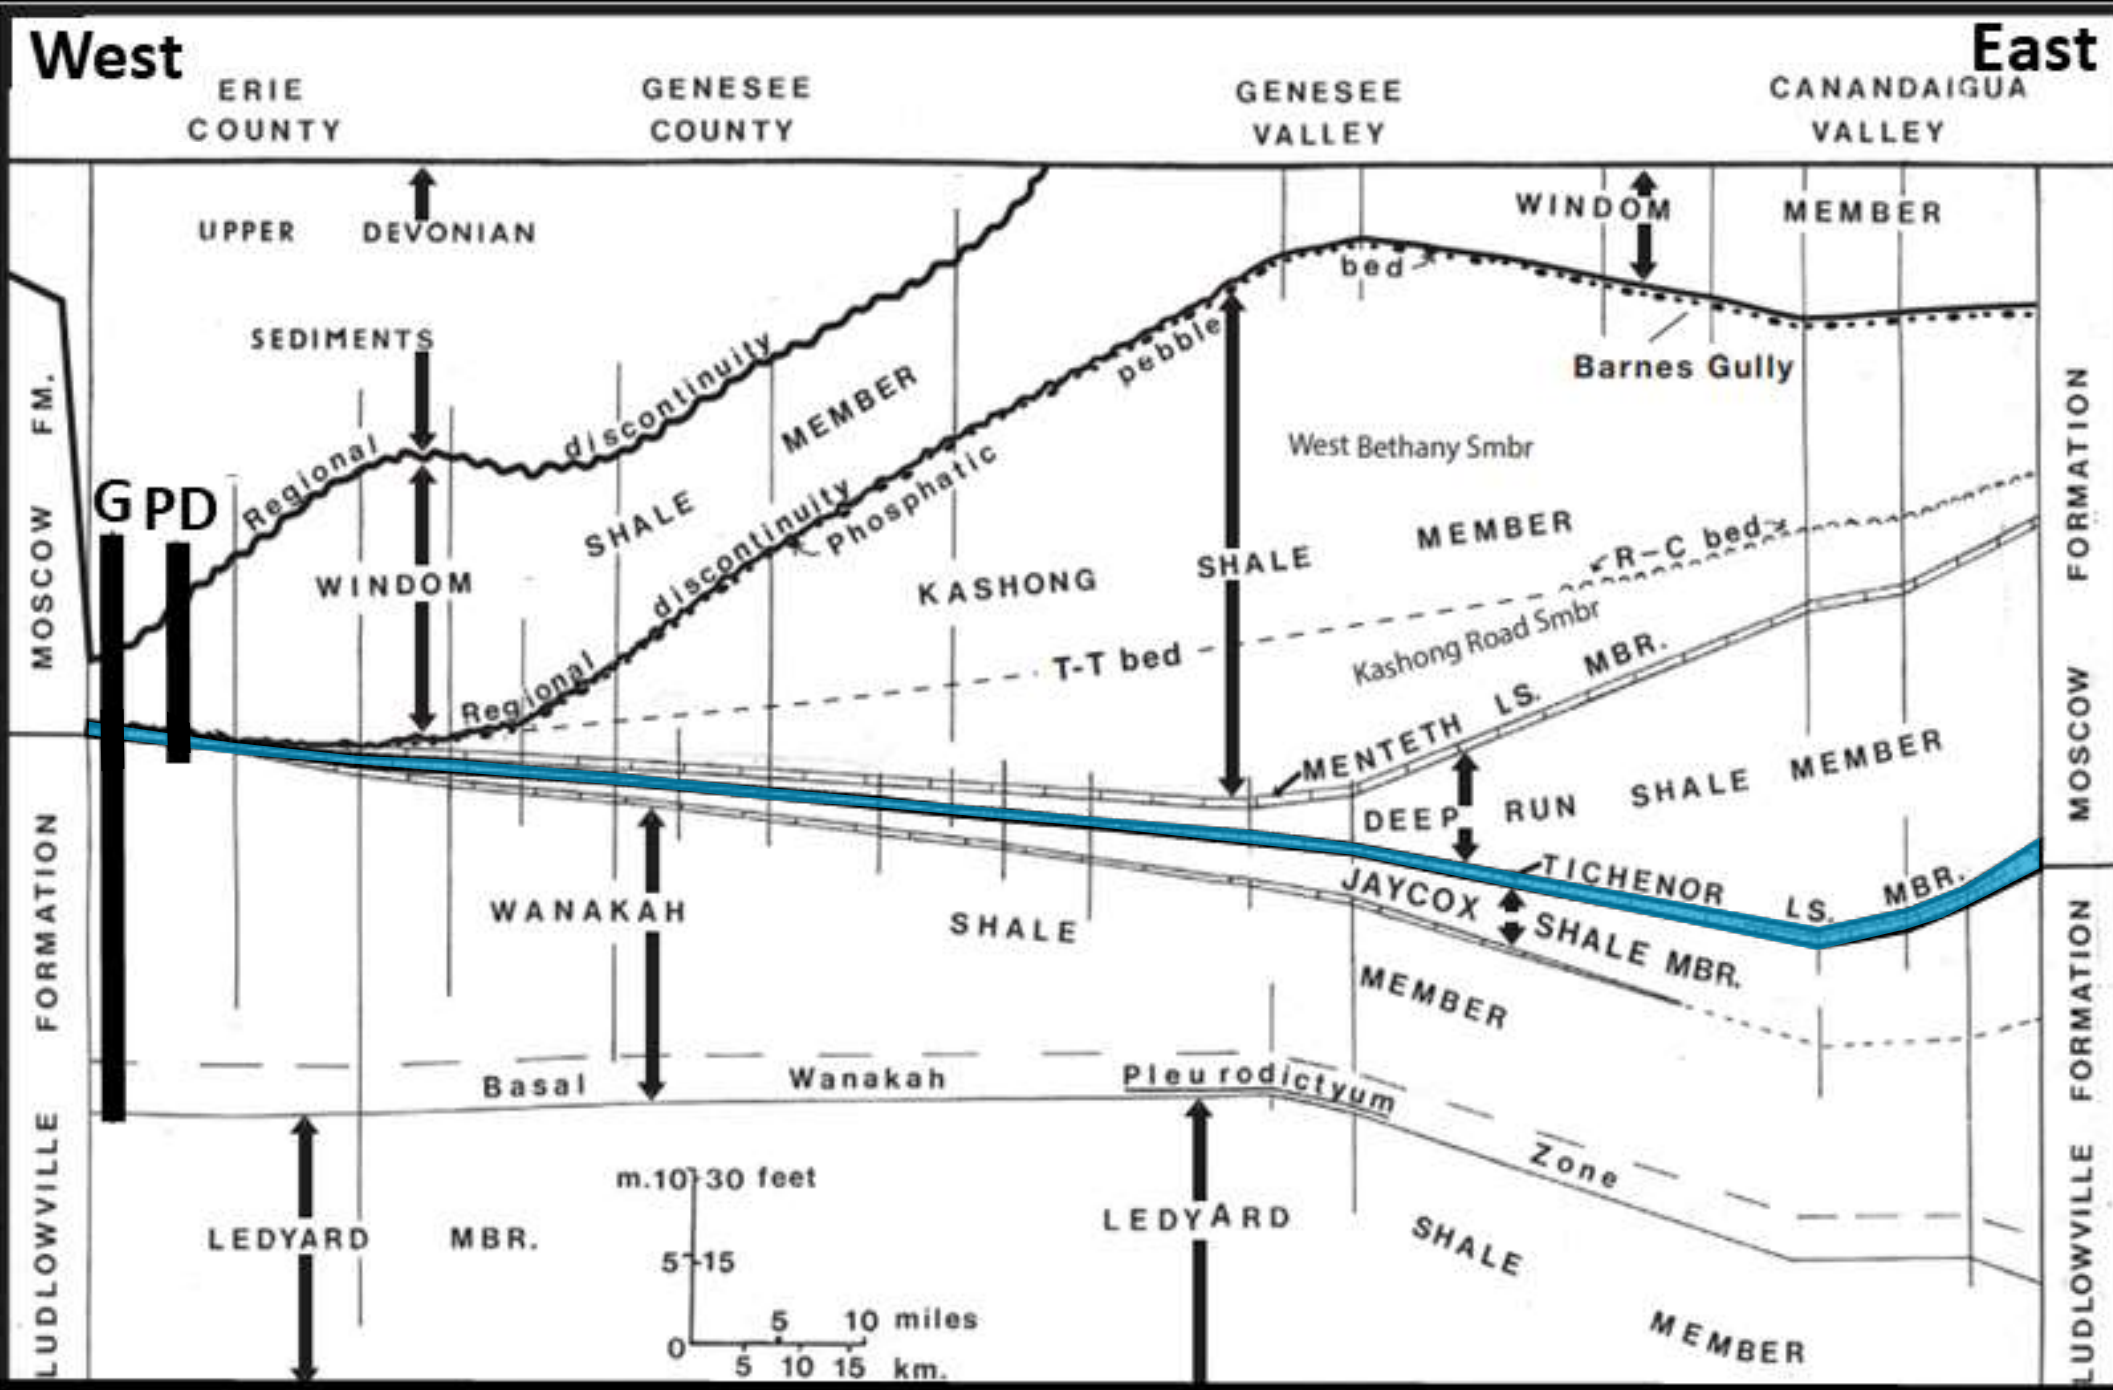 West
East
ERIE
COUNTY
GENESEE
COUNTY
GENESEE
VALLEY
CANANDAIGUA
VALLEY
UPPER DEVONIAN
SEDIMENTS
WINDOM MEMBER
bed
Barnes Gully
Regional discontinuity
SHALE MEMBER
WINDOM
pebble
Phosphatic
Regional discontinuity
West Bethany Smbr
KASHONG SHALE MEMBER
R-C bed
T-T bed
Kashong Road Smbr
MENTETH LS. MBR.
DEEP RUN SHALE MEMBER
TICHENOR LS. MBR.
JAYCOX SHALE MBR.
WANAKAH SHALE MEMBER
Basal Wanakah Pleurodictyum Zone
LEDYARD MBR.
LEDYARD SHALE MEMBER
m.10 30 feet
5 15
0
5 10 miles
5 10 15 km.
G
PD
MOSCOW FM.
LUDLOWVILLE FORMATION
MOSCOW FORMATION
LUDLOWVILLE FORMATION